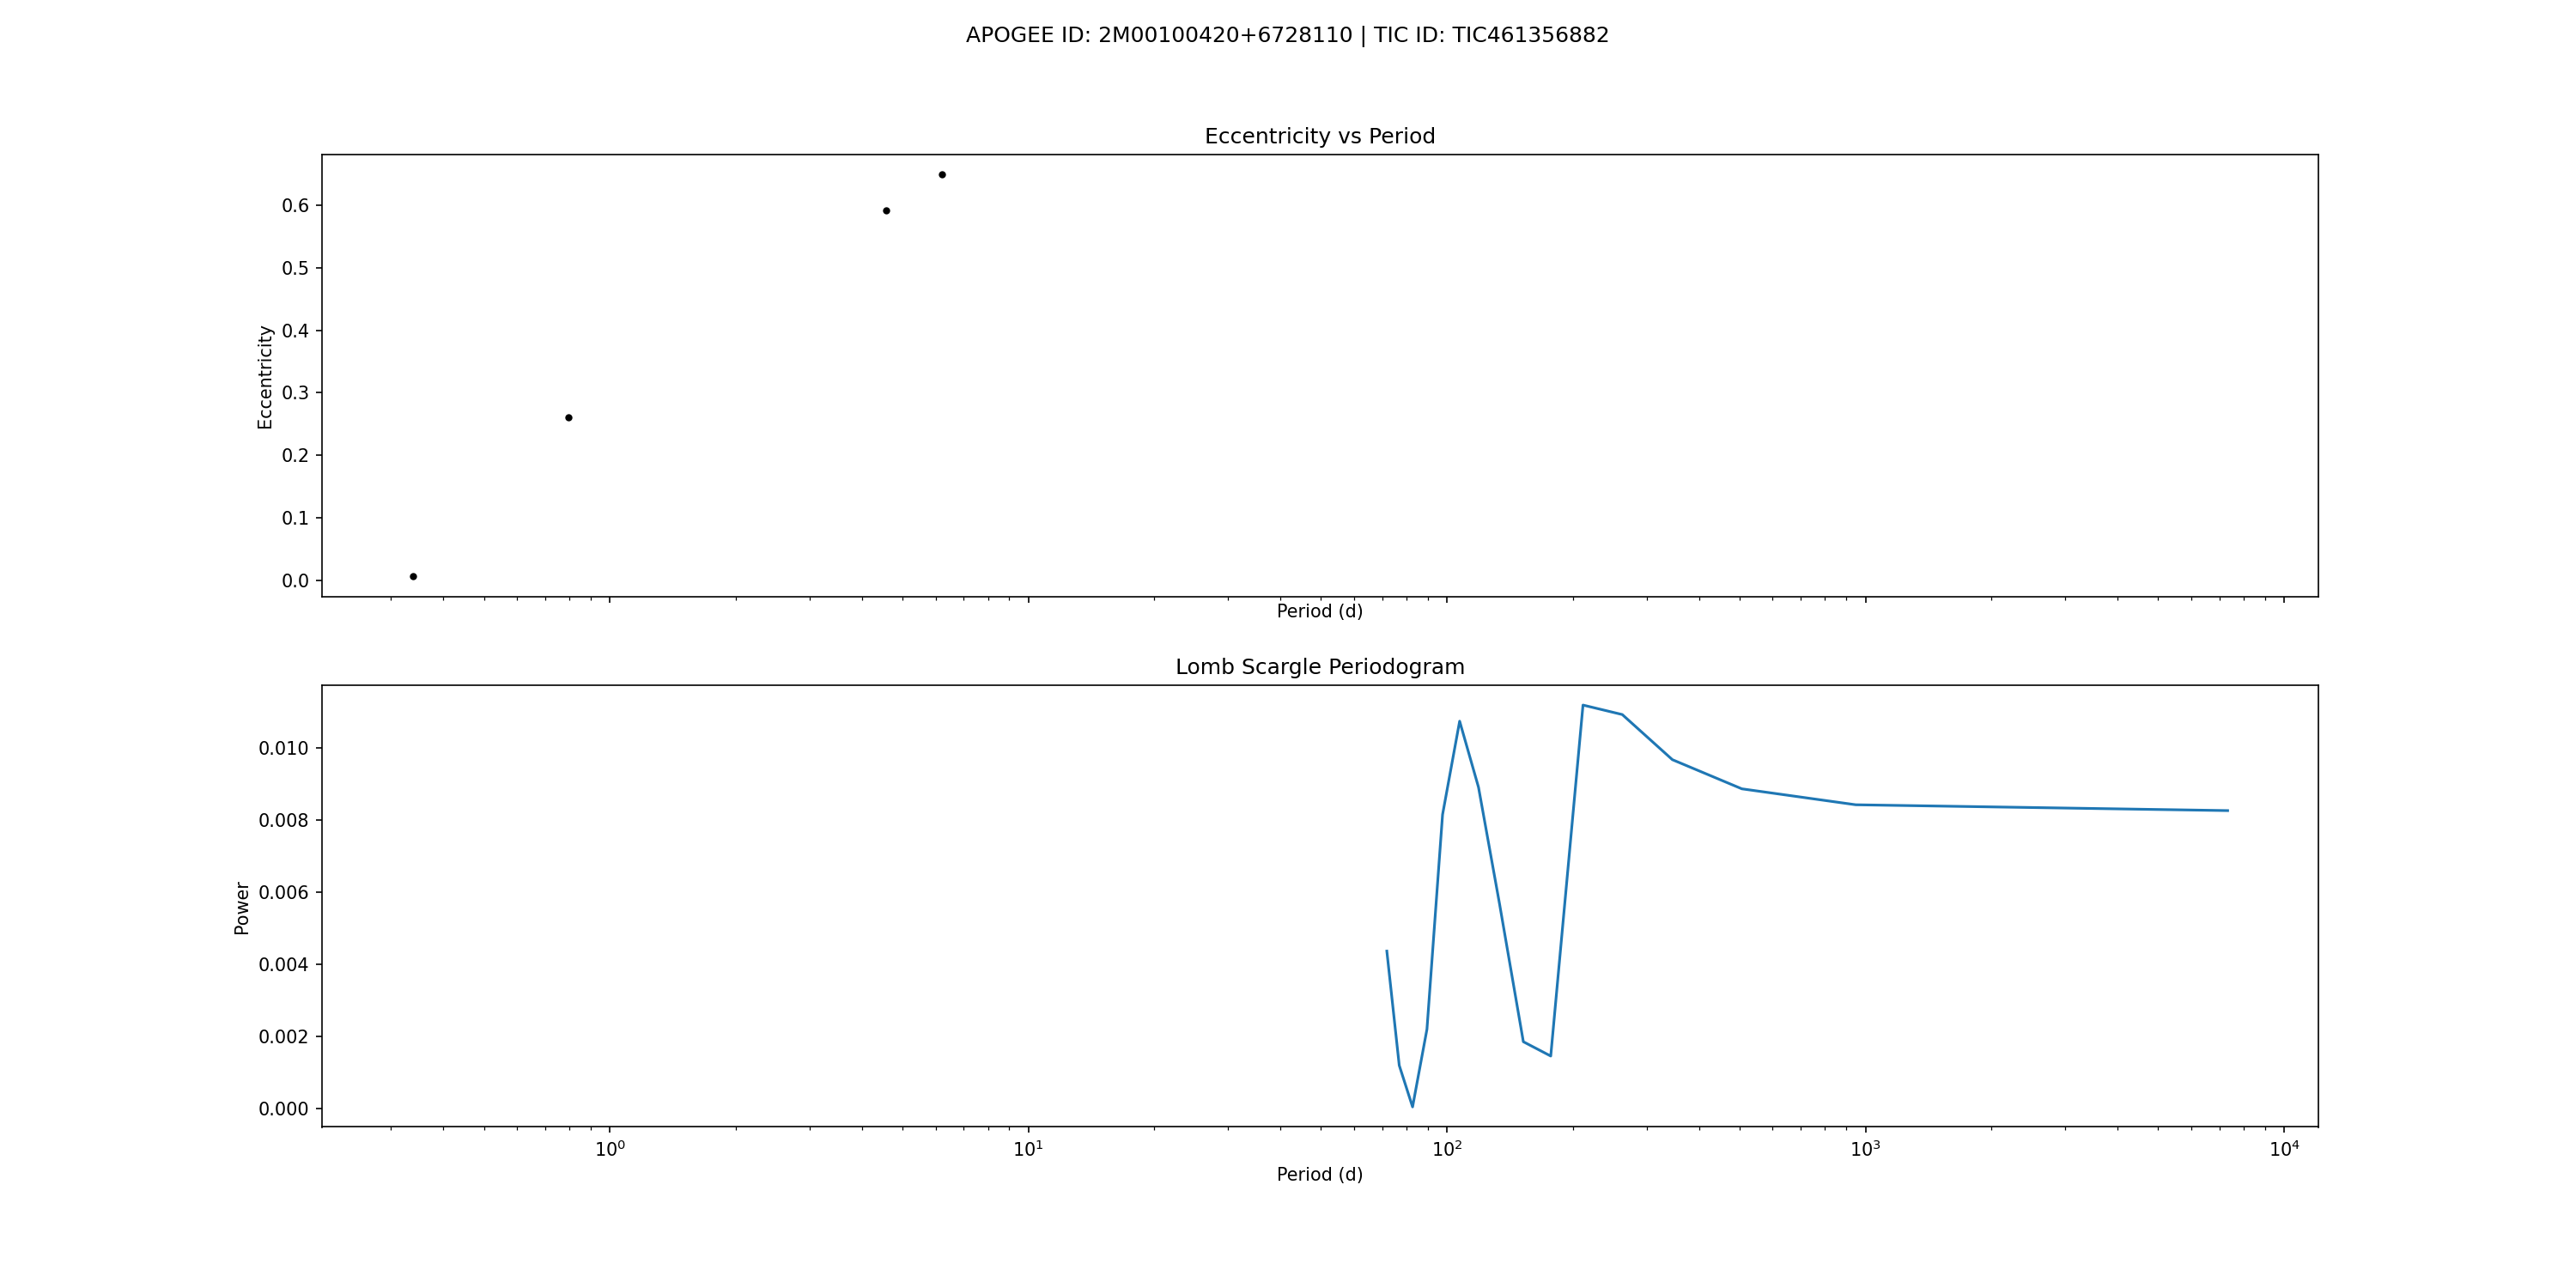 APOGEE ID: 2M00100420+6728110 | TIC ID: TIC461356882
Eccentricity vs Period
Eccentricity
0.6
0.5
0.4
0.3
0.2
0.1
0.0
Period (d)
Lomb Scargle Periodogram
Power
0.010
0.008
0.006
0.004
0.002
0.000
10⁰ 10¹ 10² 10³ 10⁴
Period (d)